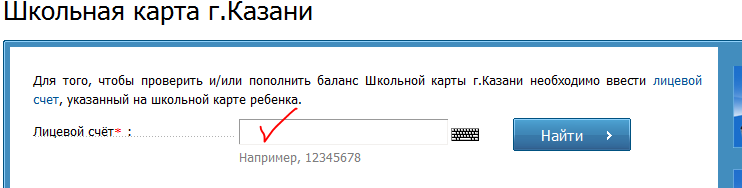 Школьная карта г.Казани
Для того, чтобы проверить и/или пополнить баланс Школьной карты г.Казани необходимо ввести лицевой
счет, указанный на школьной карте ребенка.
Лицевой счёт* :
Найти
Например, 12345678